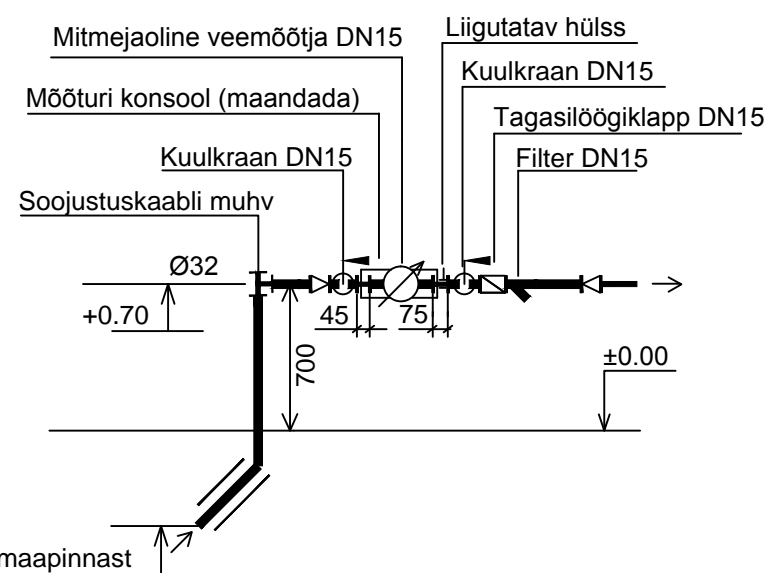 Mitmejaoline veemõõtja DN15
Liigutatav hülss
Kuulkraan DN15
Mõõturi konsool (maandada)
Tagasilöögiklapp DN15
Kuulkraan DN15
Filter DN15
Soojustuskaabli muhv
Ø32
+0.70
45
75
700
±0.00
maapinnast